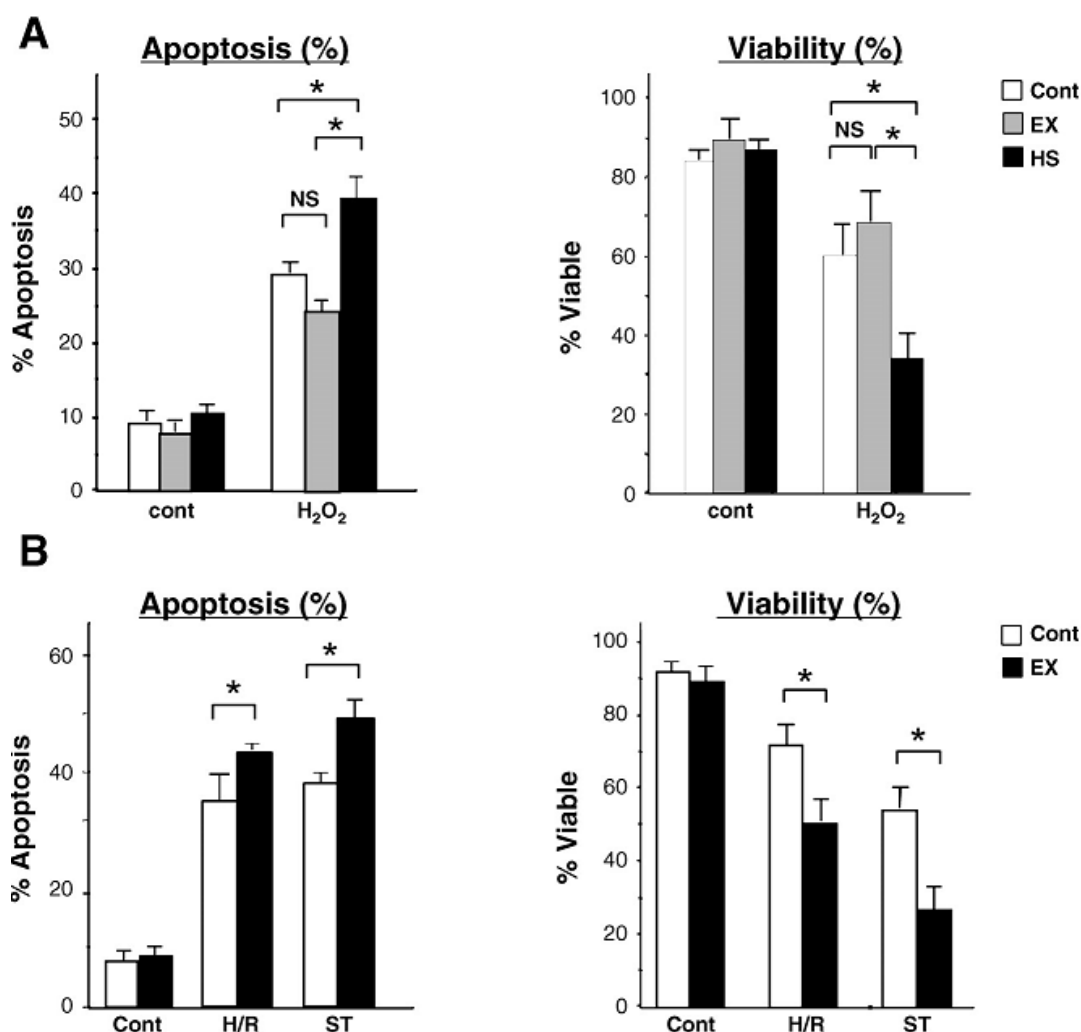 A
Apoptosis (%)
% Apoptosis
50
40
30
20
10
0
*
*
NS
cont
H₂O₂
Viability (%)
% Viable
100
80
60
40
20
0
*
NS
*
cont
H₂O₂
Cont
EX
HS
B
Apoptosis (%)
% Apoptosis
60
40
20
0
*
*
Cont
H/R
ST
Viability (%)
% Viable
100
80
60
40
20
0
*
*
Cont
H/R
ST
Cont
EX